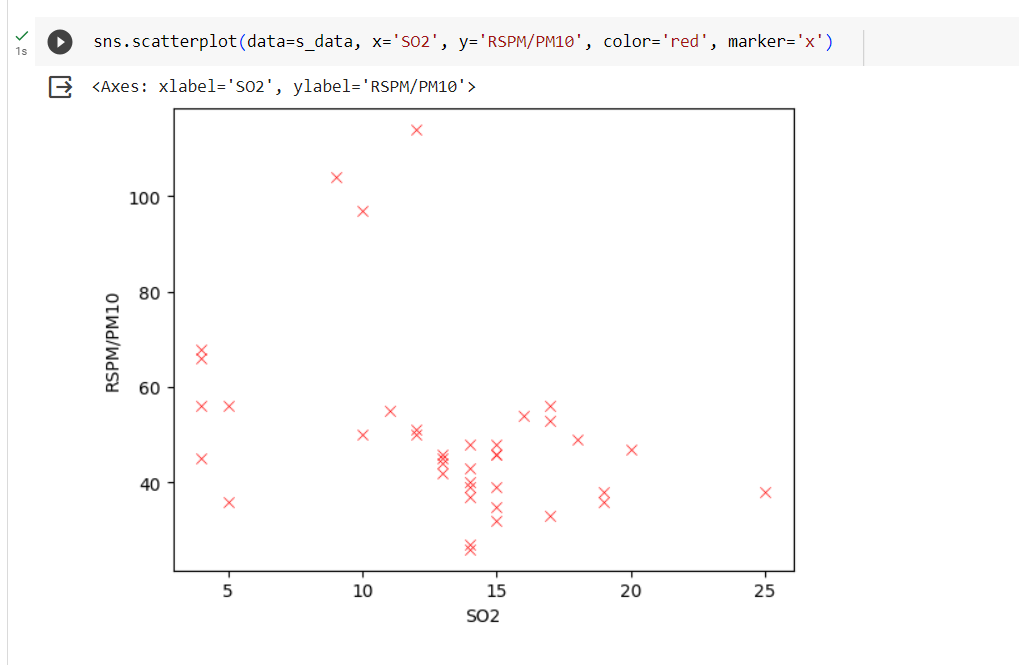 sns.scatterplot(data=s_data, x='SO2', y='RSPM/PM10', color='red', marker='x')
1s
<Axes: xlabel='SO2', ylabel='RSPM/PM10'>
100
80
60
40
RSPM/PM10
5 10 15 20 25
SO2